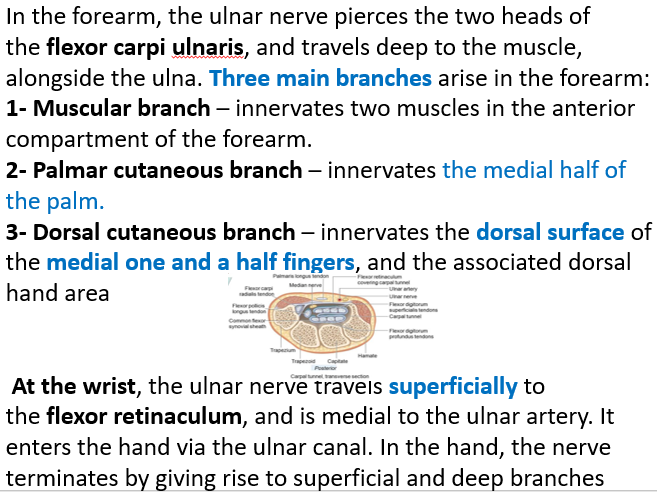 In the forearm, the ulnar nerve pierces the two heads of
the flexor carpi ulnaris, and travels deep to the muscle,
alongside the ulna. Three main branches arise in the forearm:
1- Muscular branch – innervates two muscles in the anterior
compartment of the forearm.
2- Palmar cutaneous branch – innervates the medial half of
the palm.
3- Dorsal cutaneous branch – innervates the dorsal surface of
the medial one and a half fingers, and the associated dorsal
hand area
Palmaris longus tendon
Median nerve
Flexor carpi
radialis tendon
Flexor pollicis
longus tendon
Common flexor
synovial sheath
Trapezium
Trapezoid
Capitate
Hamate
Posterior
Flexor retinaculum
covering carpal tunnel
Ulnar artery
Ulnar nerve
Flexor digitorum
superficialis tendons
Carpal tunnel
Flexor digitorum
profundus tendons
Carpal tunnel, transverse section
At the wrist, the ulnar nerve travels superficially to
the flexor retinaculum, and is medial to the ulnar artery. It
enters the hand via the ulnar canal. In the hand, the nerve
terminates by giving rise to superficial and deep branches